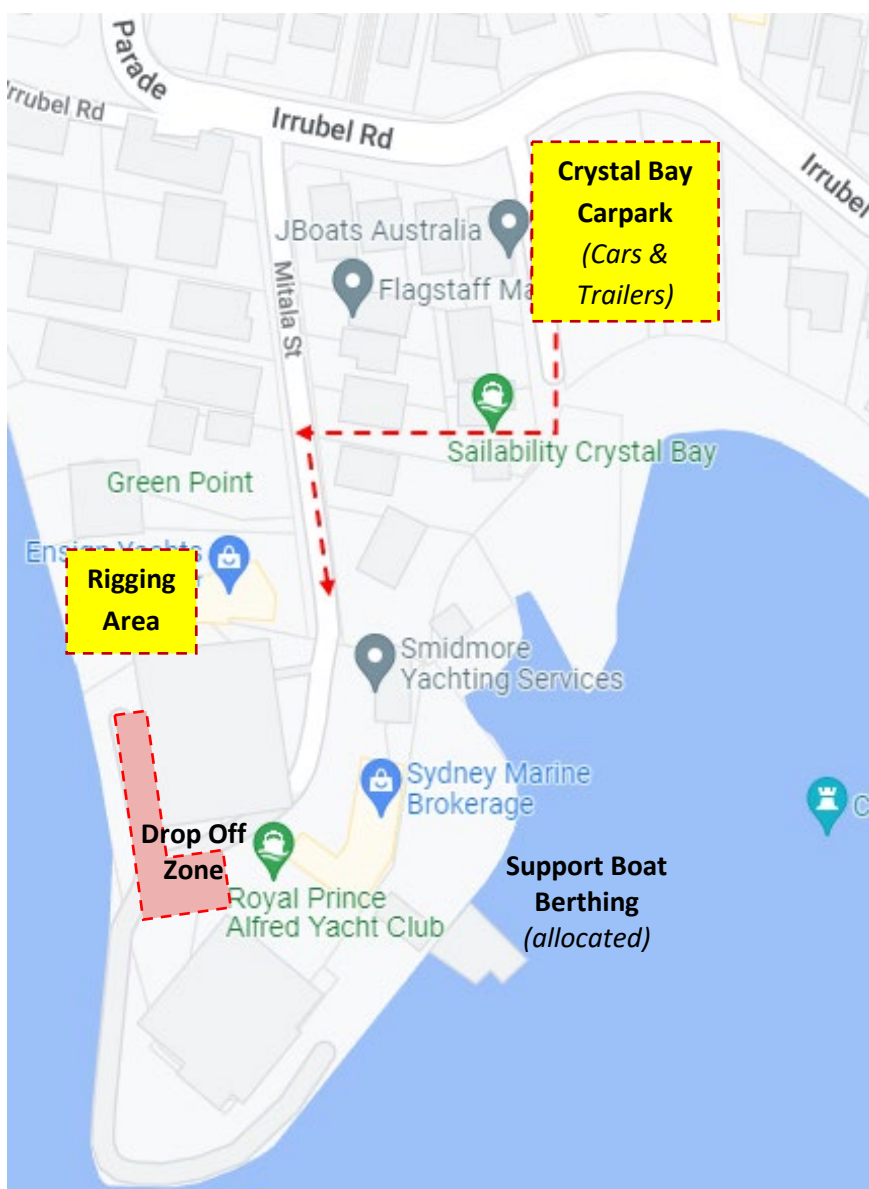 Parade
Irrubel Rd
Irrubel Rd
Irrubel
Crystal Bay
Carpark
(Cars &
Trailers)
JBoats Australia
Flagstaff Ma
Mitala St
Sailability Crystal Bay
Green Point
Ensign Yachts
r
Rigging
Area
Smidmore
Yachting Services
Sydney Marine
Brokerage
C
Drop Off
Zone
Royal Prince
Alfred Yacht Club
Support Boat
Berthing
(allocated)